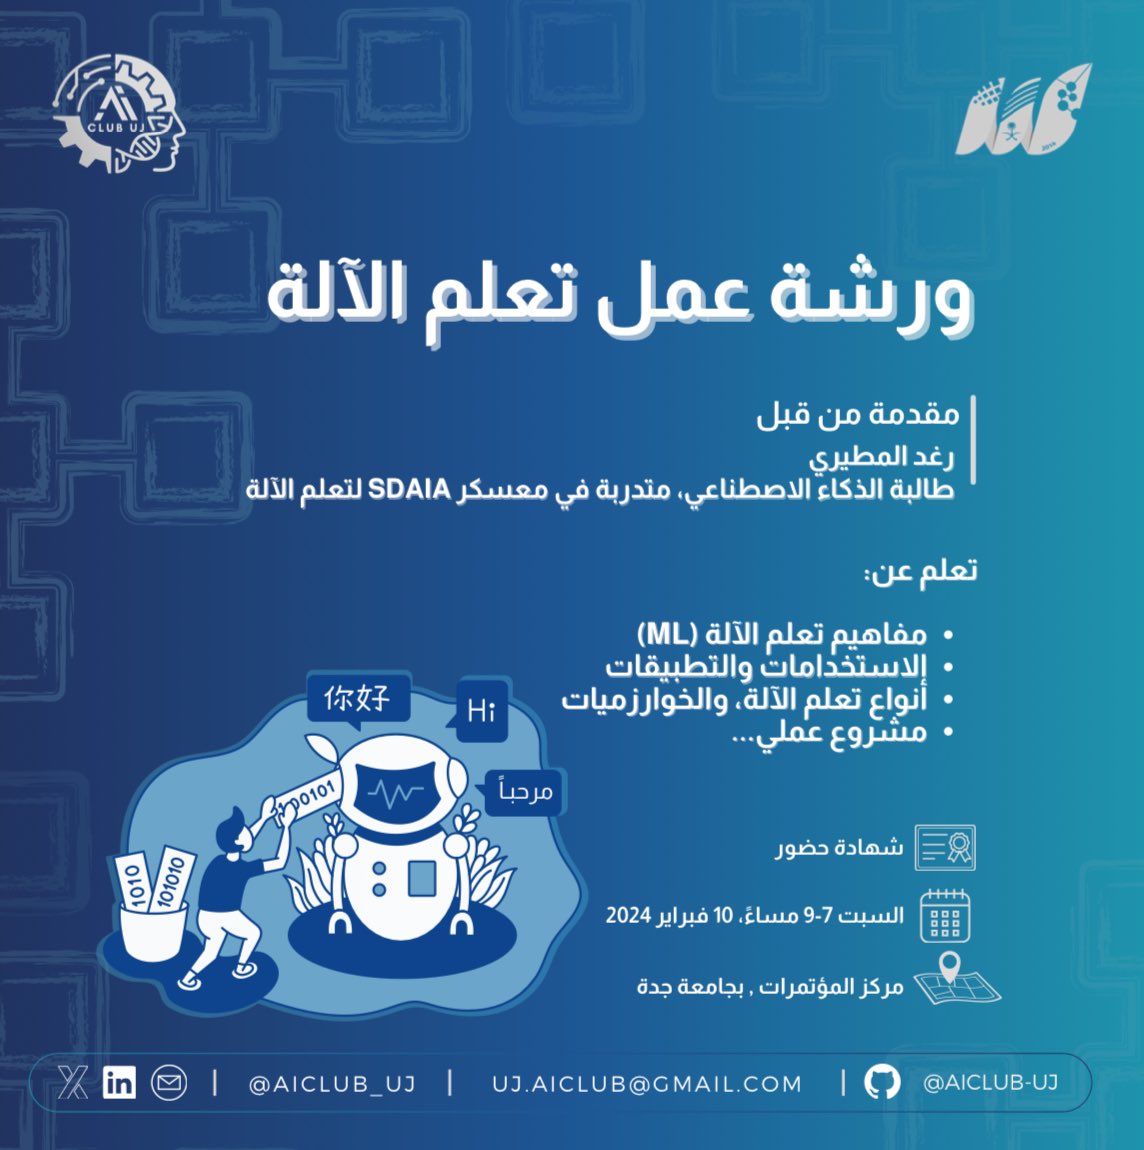 AI
CLUB UJ
2014
ورشة عمل تعلم الآلة
مقدمة من قبل
رغد المطيري
طالبة الذكاء الاصطناعي، متدربة في معسكر SDAIA لتعلم الآلة
تعلم عن:
• مفاهيم تعلم الآلة (ML)
• الاستخدامات والتطبيقات
• أنواع تعلم الآلة، والخوارزميات
• مشروع عملي...
你好
Hi
مرحباً
100101
1010
101010
شهادة حضور
السبت 7-9 مساءً، 10 فبراير 2024
مركز المؤتمرات , بجامعة جدة
in | @AICLUB_UJ | UJ.AICLUB@GMAIL.COM | @AICLUB-UJ